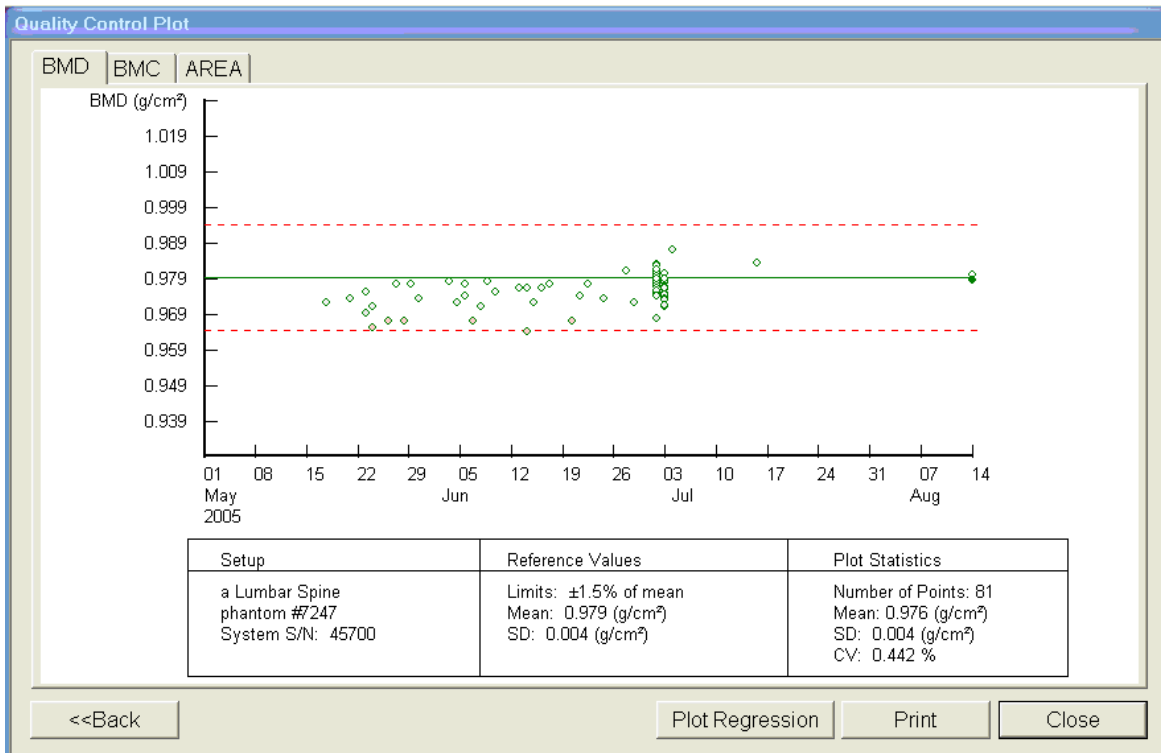 Quality Control Plot
BMD BMC AREA
BMD (g/cm²)
1.019
1.009
0.999
0.989
0.979
0.969
0.959
0.949
0.939
01 08 15 22 29 05 12 19 26 03 10 17 24 31 07 14
May Jun Jul Aug
2005
Setup
a Lumbar Spine
phantom #7247
System S/N: 45700
Reference Values
Limits: ±1.5% of mean
Mean: 0.979 (g/cm²)
SD: 0.004 (g/cm²)
Plot Statistics
Number of Points: 81
Mean: 0.976 (g/cm²)
SD: 0.004 (g/cm²)
CV: 0.442 %
<<Back Plot Regression Print Close